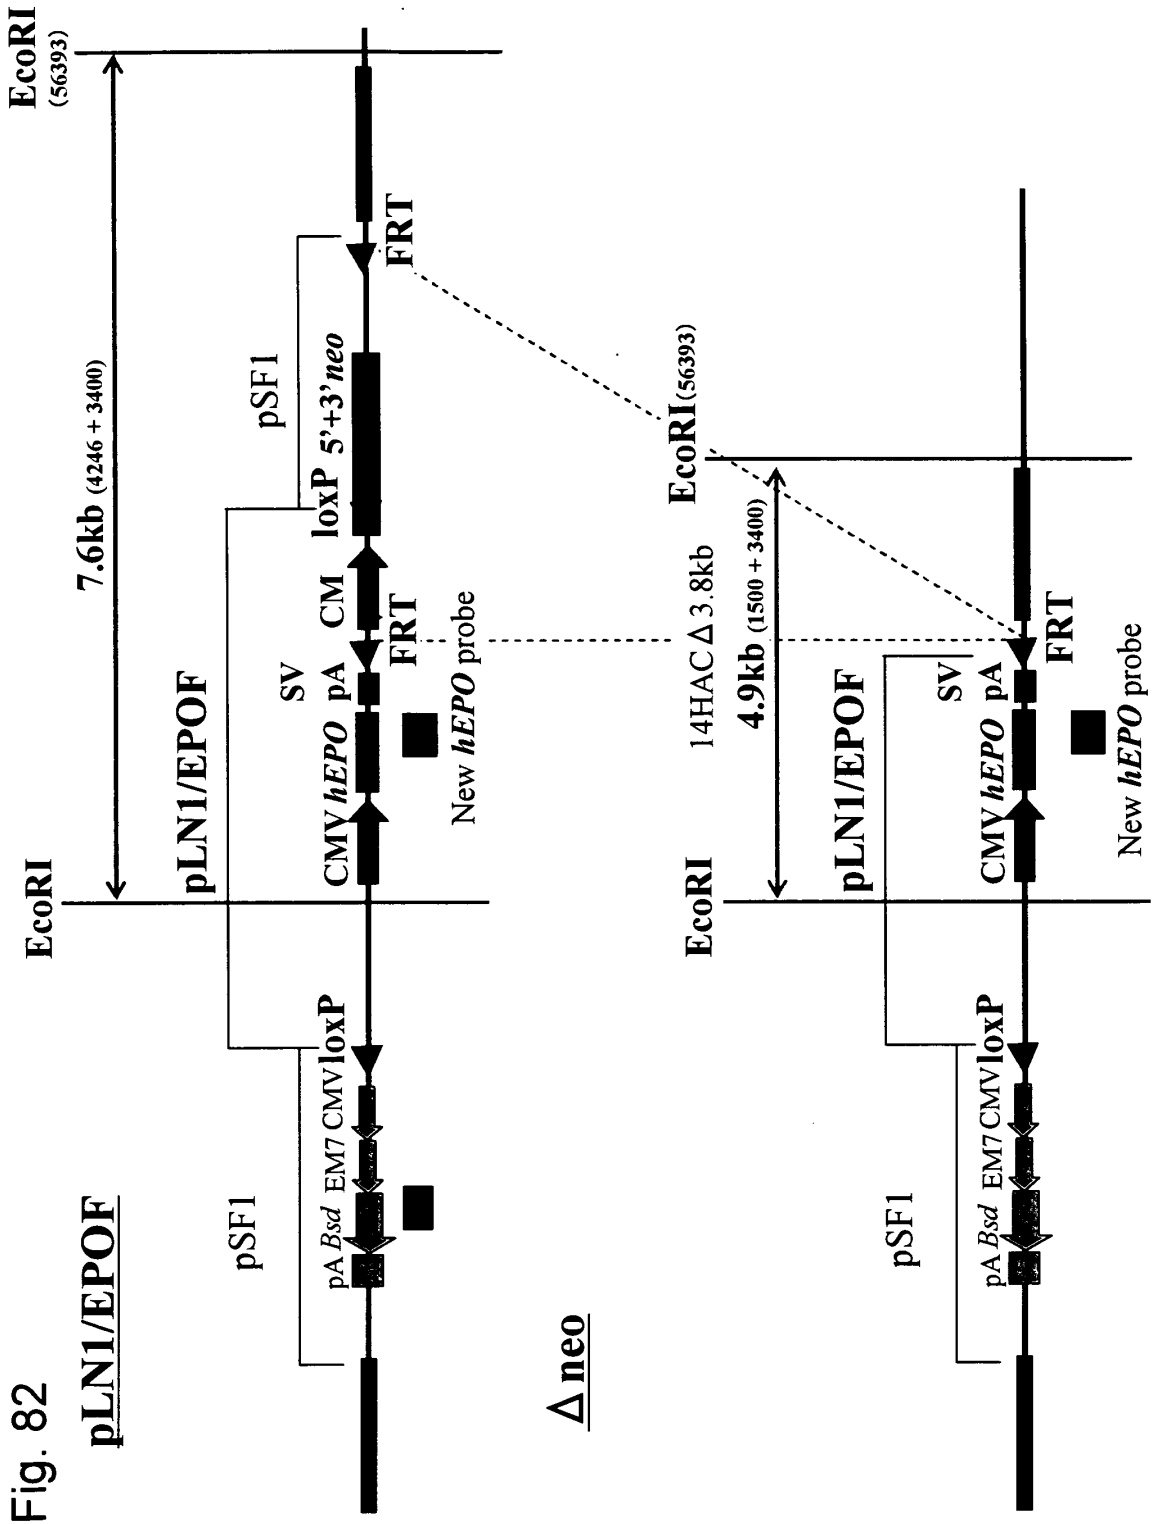 Fig. 82
pLN1/EPOF
EcoRI
EcoRI
(56393)
7.6kb (4246 + 3400)
pLN1/EPOF
pSF1
pSF1
SV
pA Bsd EM7 CMV loxP
CMV hEPO pA
CM
loxP 5'+3' neo
FRT
FRT
New hEPO probe
Δ neo
EcoRI
EcoRI(56393)
14HAC Δ 3.8kb
4.9kb (1500 + 3400)
pLN1/EPOF
pSF1
SV
pA Bsd EM7 CMV loxP
CMV hEPO pA
FRT
New hEPO probe